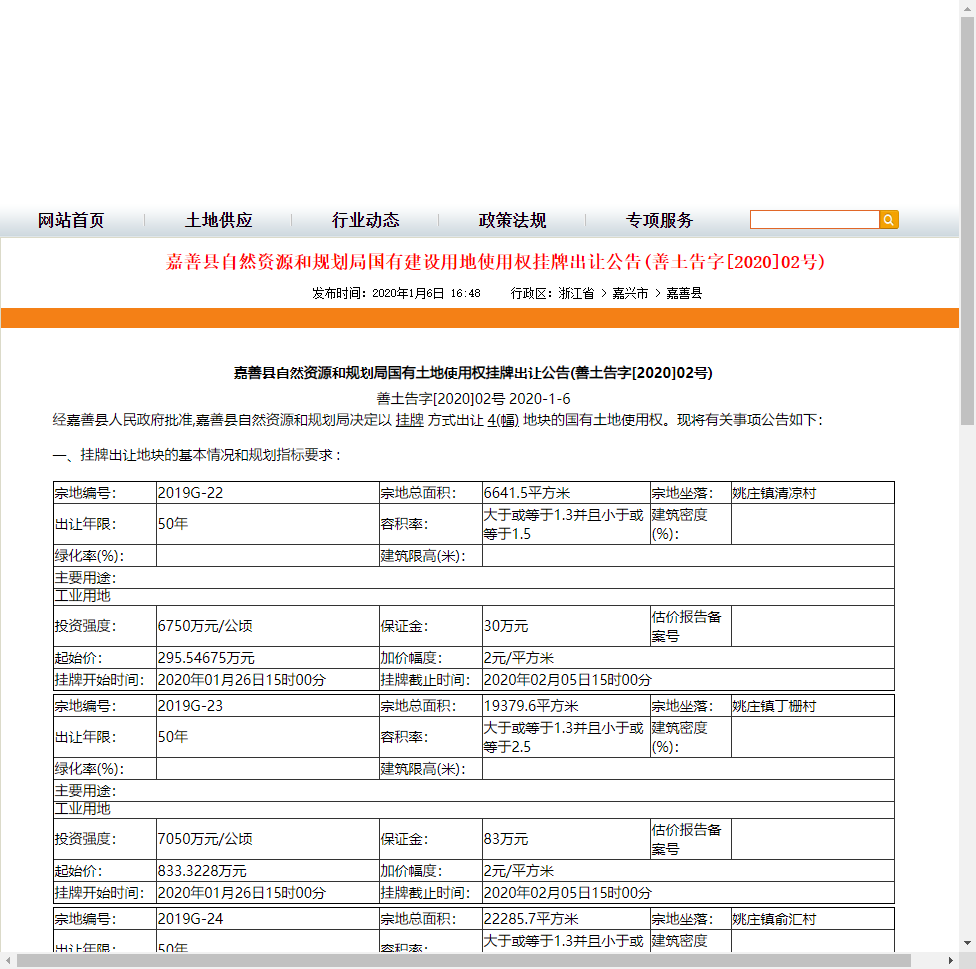 网站首页 土地供应 行业动态 政策法规 专项服务
嘉善县自然资源和规划局国有建设用地使用权挂牌出让公告(善土告字[2020]02号)
发布时间：2020年1月6日 16:48 行政区：浙江省 > 嘉兴市 > 嘉善县
嘉善县自然资源和规划局国有土地使用权挂牌出让公告(善土告字[2020]02号)
善土告字[2020]02号 2020-1-6
经嘉善县人民政府批准,嘉善县自然资源和规划局决定以 挂牌 方式出让 4(幅) 地块的国有土地使用权。现将有关事项公告如下：
一、挂牌出让地块的基本情况和规划指标要求：
宗地编号： 2019G-22 宗地总面积： 6641.5平方米 宗地坐落： 姚庄镇清凉村
出让年限： 50年 容积率： 大于或等于1.3并且小于或等于1.5 建筑密度(%)：
绿化率(%)： 建筑限高(米)：
主要用途：
工业用地
投资强度： 6750万元/公顷 保证金： 30万元 估价报告备案号
起始价： 295.54675万元 加价幅度： 2元/平方米
挂牌开始时间： 2020年01月26日15时00分 挂牌截止时间： 2020年02月05日15时00分
宗地编号： 2019G-23 宗地总面积： 19379.6平方米 宗地坐落： 姚庄镇丁栅村
出让年限： 50年 容积率： 大于或等于1.3并且小于或等于2.5 建筑密度(%)：
绿化率(%)： 建筑限高(米)：
主要用途：
工业用地
投资强度： 7050万元/公顷 保证金： 83万元 估价报告备案号
起始价： 833.3228万元 加价幅度： 2元/平方米
挂牌开始时间： 2020年01月26日15时00分 挂牌截止时间： 2020年02月05日15时00分
宗地编号： 2019G-24 宗地总面积： 22285.7平方米 宗地坐落： 姚庄镇俞汇村
出让年限： 50年 容积率： 大于或等于1.3并且小于或 建筑密度